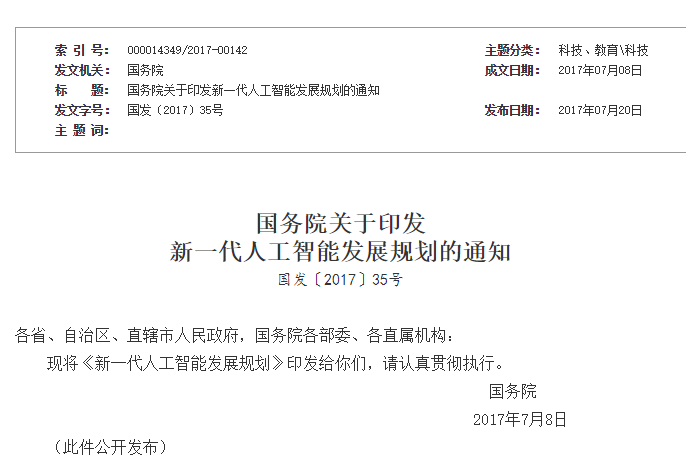 索 引 号： 000014349/2017-00142 主题分类： 科技、教育\科技
发文机关： 国务院 成文日期： 2017年07月08日
标 题： 国务院关于印发新一代人工智能发展规划的通知
发文字号： 国发〔2017〕35号 发布日期： 2017年07月20日
主 题 词：
国务院关于印发
新一代人工智能发展规划的通知
国发〔2017〕35号
各省、自治区、直辖市人民政府，国务院各部委、各直属机构：
现将《新一代人工智能发展规划》印发给你们，请认真贯彻执行。
国务院
2017年7月8日
（此件公开发布）